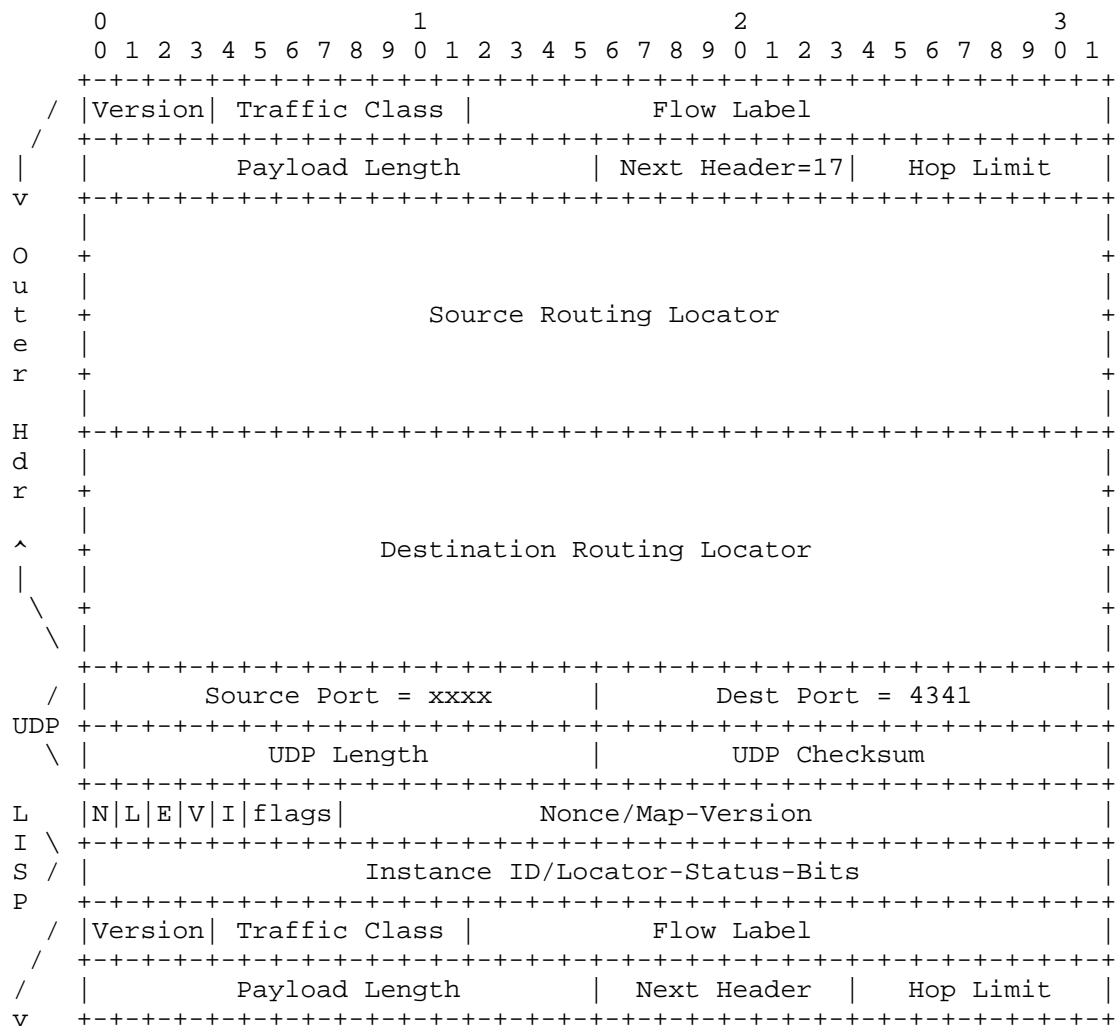 0                   1                   2                   3
     0 1 2 3 4 5 6 7 8 9 0 1 2 3 4 5 6 7 8 9 0 1 2 3 4 5 6 7 8 9 0 1
    +-+-+-+-+-+-+-+-+-+-+-+-+-+-+-+-+-+-+-+-+-+-+-+-+-+-+-+-+-+-+-+-+
  / |Version| Traffic Class |           Flow Label                  |
 /  +-+-+-+-+-+-+-+-+-+-+-+-+-+-+-+-+-+-+-+-+-+-+-+-+-+-+-+-+-+-+-+-+
|   |         Payload Length        | Next Header=17|   Hop Limit   |
v   +-+-+-+-+-+-+-+-+-+-+-+-+-+-+-+-+-+-+-+-+-+-+-+-+-+-+-+-+-+-+-+-+
    |                                                               |
O   +                                                               +
u   |                                                               |
t   +                     Source Routing Locator                    +
e   |                                                               |
r   +                                                               +
    |                                                               |
H   +-+-+-+-+-+-+-+-+-+-+-+-+-+-+-+-+-+-+-+-+-+-+-+-+-+-+-+-+-+-+-+-+
d   |                                                               |
r   +                                                               +
    |                                                               |
^   +                  Destination Routing Locator                  +
|   |                                                               |
 \  +                                                               +
  \ |                                                               |
    +-+-+-+-+-+-+-+-+-+-+-+-+-+-+-+-+-+-+-+-+-+-+-+-+-+-+-+-+-+-+-+-+
  / |       Source Port = xxxx      |       Dest Port = 4341        |
UDP +-+-+-+-+-+-+-+-+-+-+-+-+-+-+-+-+-+-+-+-+-+-+-+-+-+-+-+-+-+-+-+-+
  \ |           UDP Length          |        UDP Checksum           |
    +-+-+-+-+-+-+-+-+-+-+-+-+-+-+-+-+-+-+-+-+-+-+-+-+-+-+-+-+-+-+-+-+
L   |N|L|E|V|I|flags|            Nonce/Map-Version                  |
I \ +-+-+-+-+-+-+-+-+-+-+-+-+-+-+-+-+-+-+-+-+-+-+-+-+-+-+-+-+-+-+-+-+
S / |                 Instance ID/Locator-Status-Bits               |
P   +-+-+-+-+-+-+-+-+-+-+-+-+-+-+-+-+-+-+-+-+-+-+-+-+-+-+-+-+-+-+-+-+
  / |Version| Traffic Class |           Flow Label                  |
 /  +-+-+-+-+-+-+-+-+-+-+-+-+-+-+-+-+-+-+-+-+-+-+-+-+-+-+-+-+-+-+-+-+
/   |         Payload Length        |  Next Header  |   Hop Limit   |
v   +-+-+-+-+-+-+-+-+-+-+-+-+-+-+-+-+-+-+-+-+-+-+-+-+-+-+-+-+-+-+-+-+